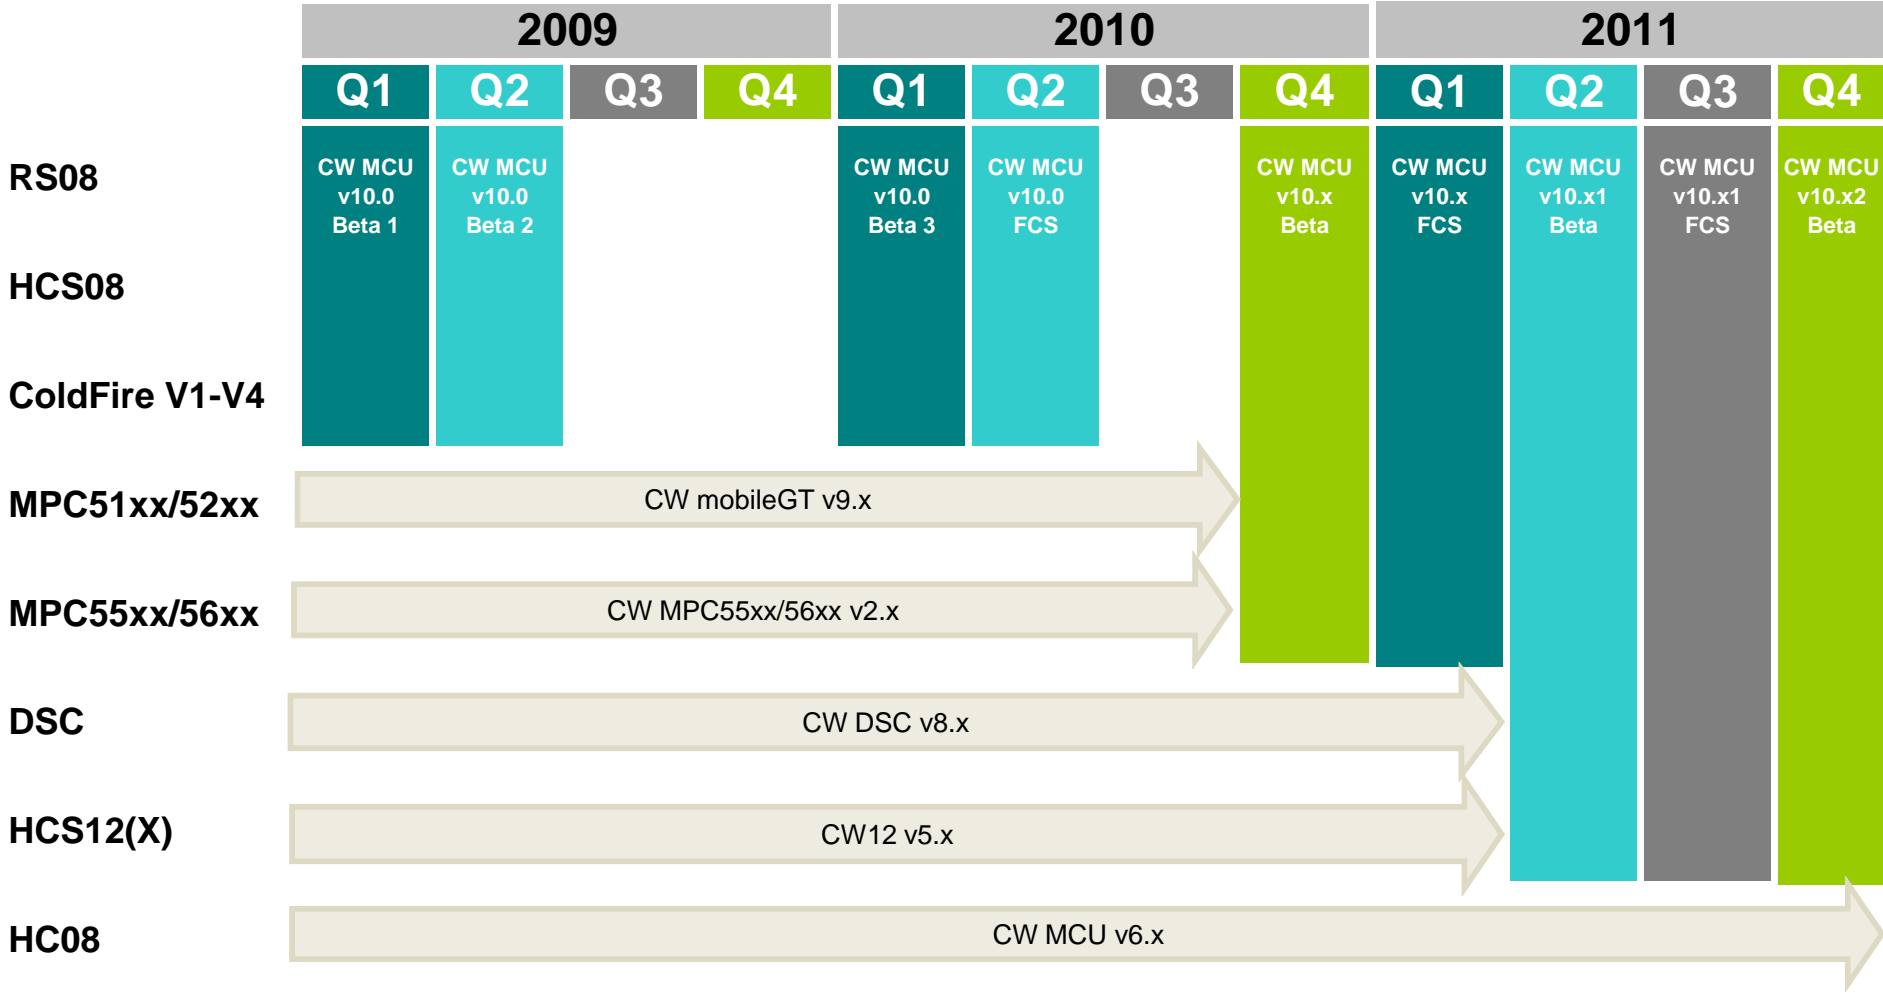 2009 2010 2011
Q1 Q2 Q3 Q4 Q1 Q2 Q3 Q4 Q1 Q2 Q3 Q4
RS08
CW MCU
v10.0
Beta 1
CW MCU
v10.0
Beta 2
CW MCU
v10.0
Beta 3
CW MCU
v10.0
FCS
CW MCU
v10.x
Beta
CW MCU
v10.x
FCS
CW MCU
v10.x1
Beta
CW MCU
v10.x1
FCS
CW MCU
v10.x2
Beta
HCS08
ColdFire V1-V4
MPC51xx/52xx
CW mobileGT v9.x
MPC55xx/56xx
CW MPC55xx/56xx v2.x
DSC
CW DSC v8.x
HCS12(X)
CW12 v5.x
HC08
CW MCU v6.x